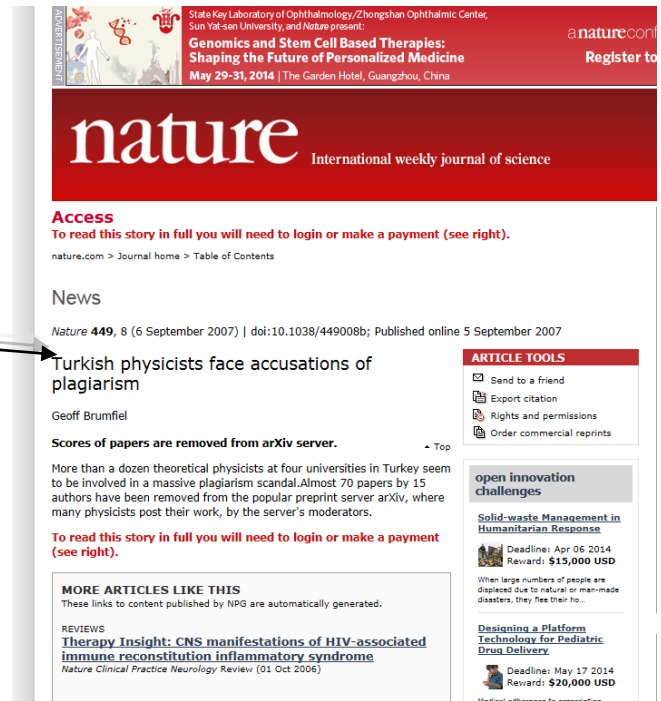 ADVERTISEMENT
State Key Laboratory of Ophthalmology/Zhongshan Ophthalmic Center,
Sun Yat-sen University, and Nature present:
Genomics and Stem Cell Based Therapies:
Shaping the Future of Personalized Medicine
May 29-31, 2014 | The Garden Hotel, Guangzhou, China
anatureconf
Register to
nature International weekly journal of science
Access
To read this story in full you will need to login or make a payment (see right).
nature.com > Journal home > Table of Contents
News
Nature 449, 8 (6 September 2007) | doi:10.1038/449008b; Published online 5 September 2007
Turkish physicists face accusations of
plagiarism
Geoff Brumfiel
Scores of papers are removed from arXiv server.
Top
More than a dozen theoretical physicists at four universities in Turkey seem
to be involved in a massive plagiarism scandal.Almost 70 papers by 15
authors have been removed from the popular preprint server arXiv, where
many physicists post their work, by the server's moderators.
To read this story in full you will need to login or make a payment
(see right).
MORE ARTICLES LIKE THIS
These links to content published by NPG are automatically generated.
REVIEWS
Therapy Insight: CNS manifestations of HIV-associated
immune reconstitution inflammatory syndrome
Nature Clinical Practice Neurology Review (01 Oct 2006)
ARTICLE TOOLS
Send to a friend
Export citation
Rights and permissions
Order commercial reprints
open innovation
challenges
Solid-waste Management in
Humanitarian Response
Deadline: Apr 06 2014
Reward: $15,000 USD
When large numbers of people are
displaced due to natural or man-made
disasters, they flee their ho...
Designing a Platform
Technology for Pediatric
Drug Delivery
Deadline: May 17 2014
Reward: $20,000 USD